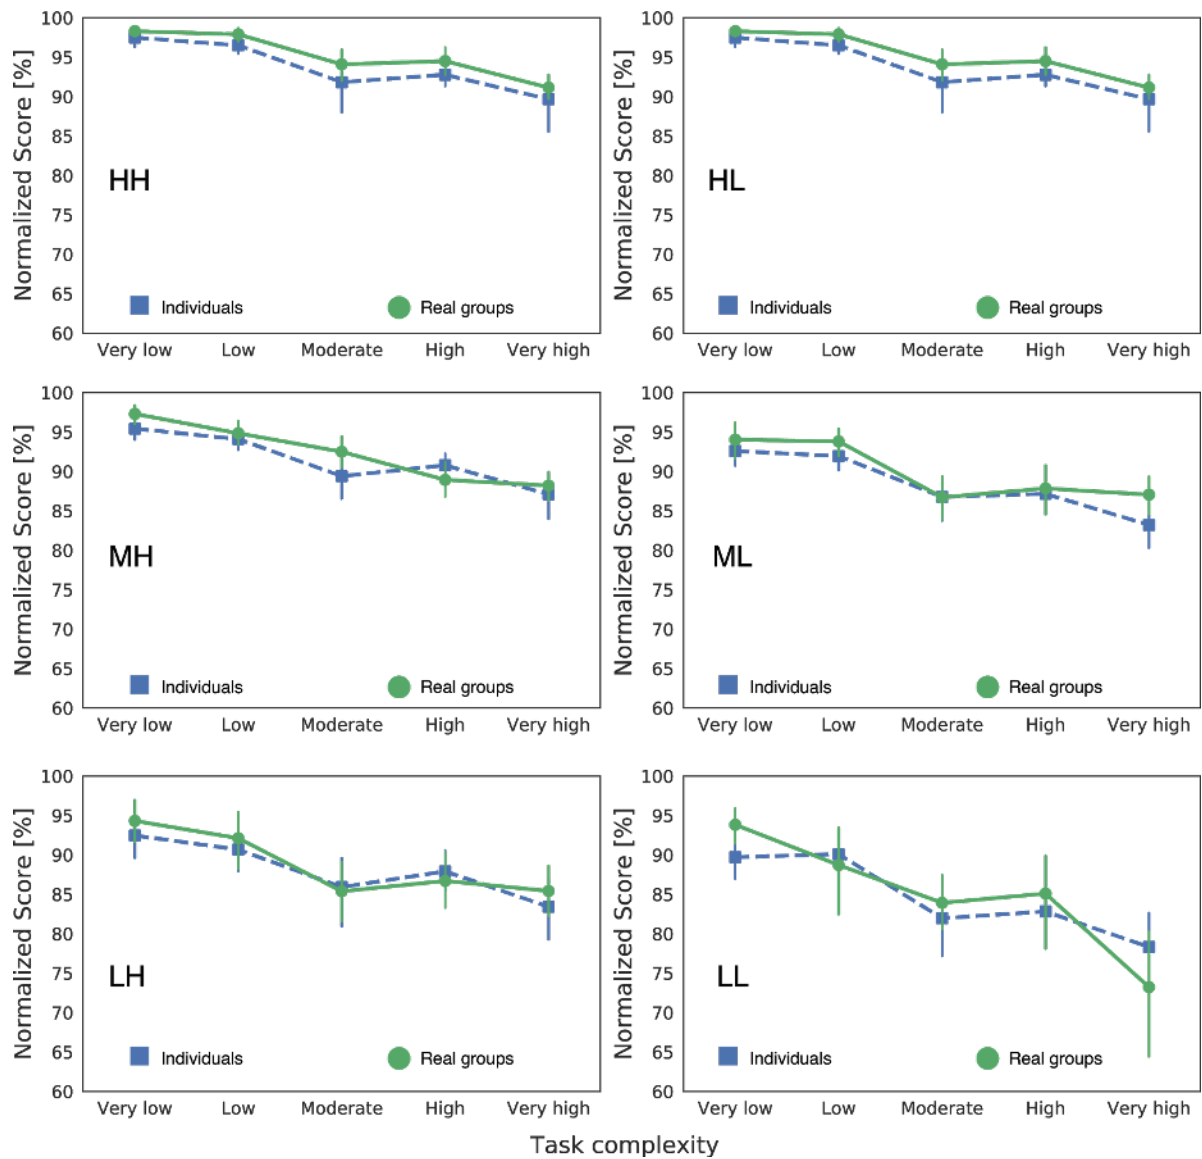 Normalized Score [%]
100
95
90
85
80
75
70
65
60
HH
Individuals
Real groups
Very low Low Moderate High Very high
Normalized Score [%]
100
95
90
85
80
75
70
65
60
HL
Individuals
Real groups
Very low Low Moderate High Very high
Normalized Score [%]
100
95
90
85
80
75
70
65
60
MH
Individuals
Real groups
Very low Low Moderate High Very high
Normalized Score [%]
100
95
90
85
80
75
70
65
60
ML
Individuals
Real groups
Very low Low Moderate High Very high
Normalized Score [%]
100
95
90
85
80
75
70
65
60
LH
Individuals
Real groups
Very low Low Moderate High Very high
Normalized Score [%]
100
95
90
85
80
75
70
65
60
LL
Individuals
Real groups
Very low Low Moderate High Very high
Task complexity